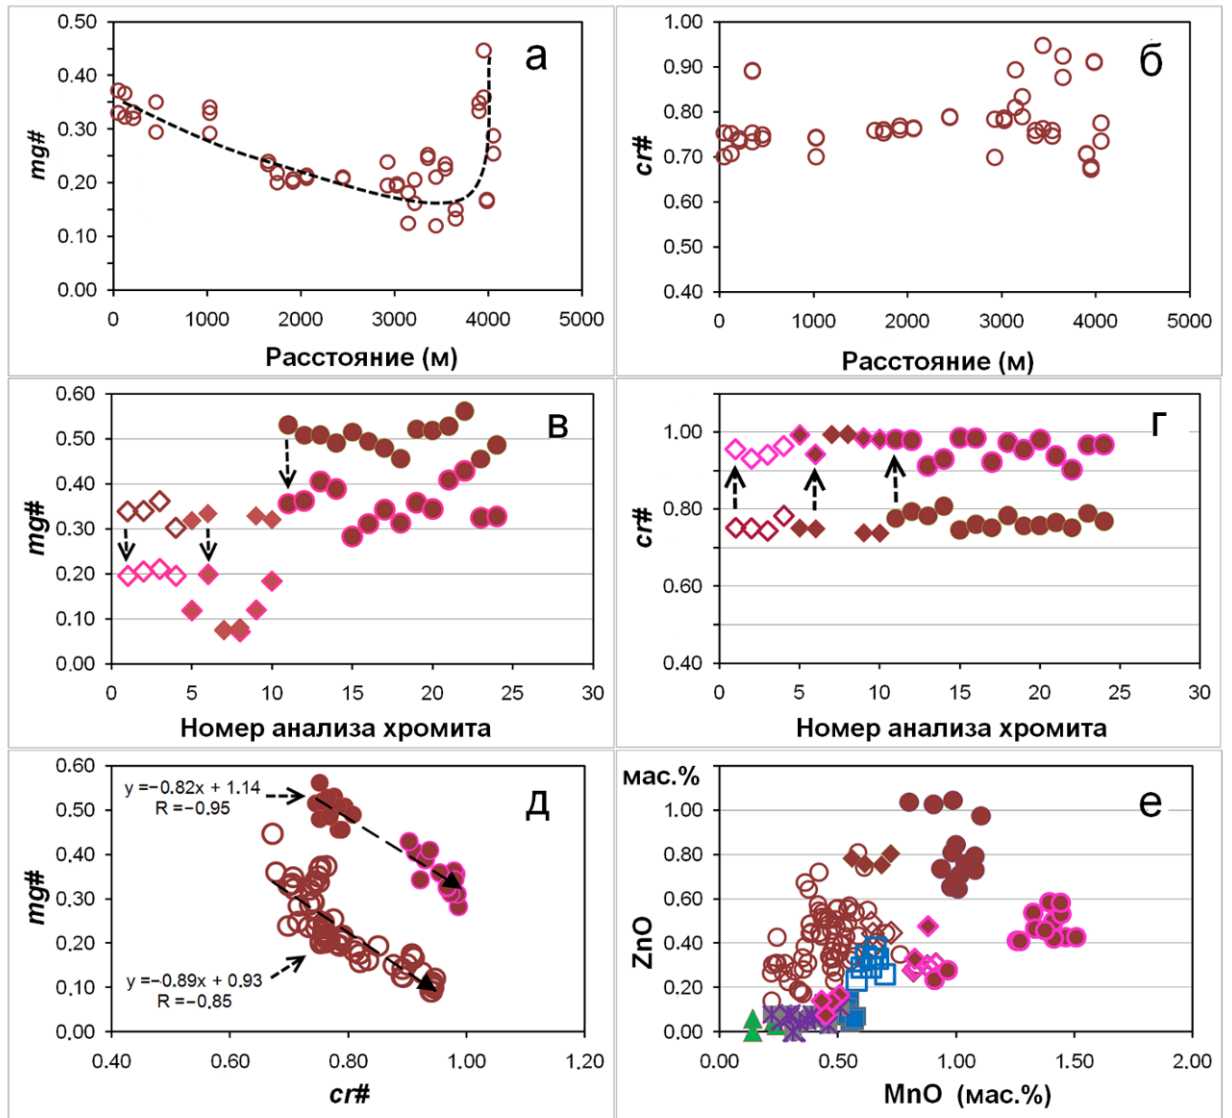 0.50
0.40
0.30
0.20
0.10
0.00
mg#
а
0 1000 2000 3000 4000 5000
Расстояние (м)
1.00
0.90
0.80
0.70
0.60
0.50
0.40
cr#
б
0 1000 2000 3000 4000 5000
Расстояние (м)
0.60
0.50
0.40
0.30
0.20
0.10
0.00
mg#
в
0 5 10 15 20 25 30
Номер анализа хромита
1.00
0.80
0.60
0.40
cr#
г
0 5 10 15 20 25 30
Номер анализа хромита
0.60
0.50
0.40
0.30
0.20
0.10
0.00
mg#
y =−0.82x + 1.14
R =−0.95
y =−0.89x + 0.93
R =−0.85
д
0.40 0.60 0.80 1.00 1.20
cr#
мас.%
1.00
0.80
0.60
0.40
0.20
0.00
ZnO
е
0.00 0.50 1.00 1.50 2.00
MnO (мас.%)